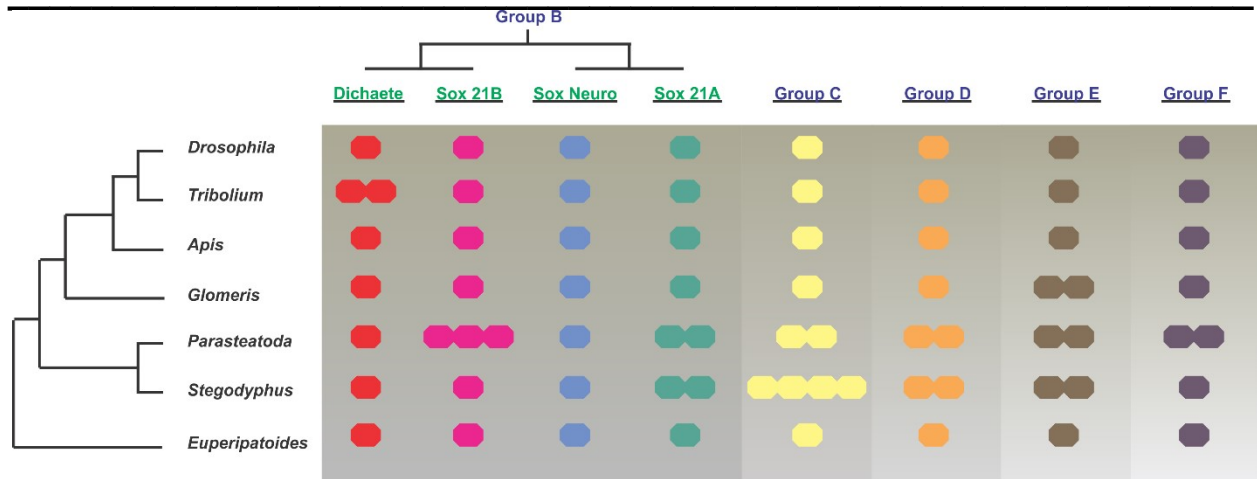 Group B
Dichaete Sox 21B Sox Neuro Sox 21A Group C Group D Group E Group F
Drosophila
Tribolium
Apis
Glomeris
Parasteatoda
Stegodyphus
Euperipatoides